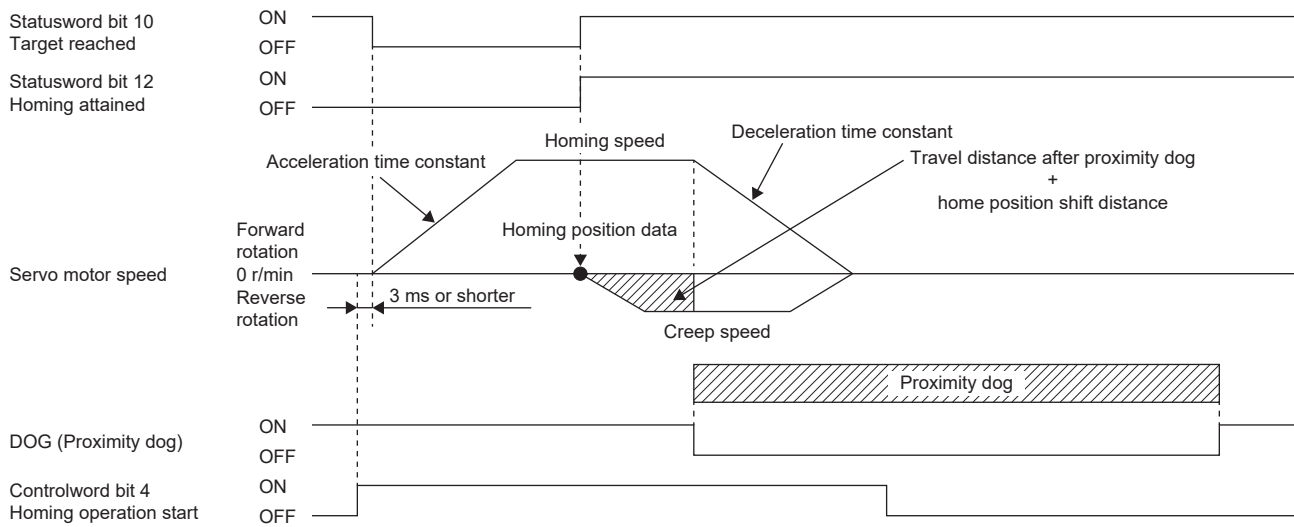 Statusword bit 10
Target reached
ON
OFF
Statusword bit 12
Homing attained
ON
OFF
Acceleration time constant
Homing speed
Deceleration time constant
Travel distance after proximity dog
+
home position shift distance
Homing position data
Servo motor speed
Forward
rotation
0 r/min
Reverse
rotation
3 ms or shorter
Creep speed
Proximity dog
DOG (Proximity dog)
ON
OFF
Controlword bit 4
Homing operation start
ON
OFF